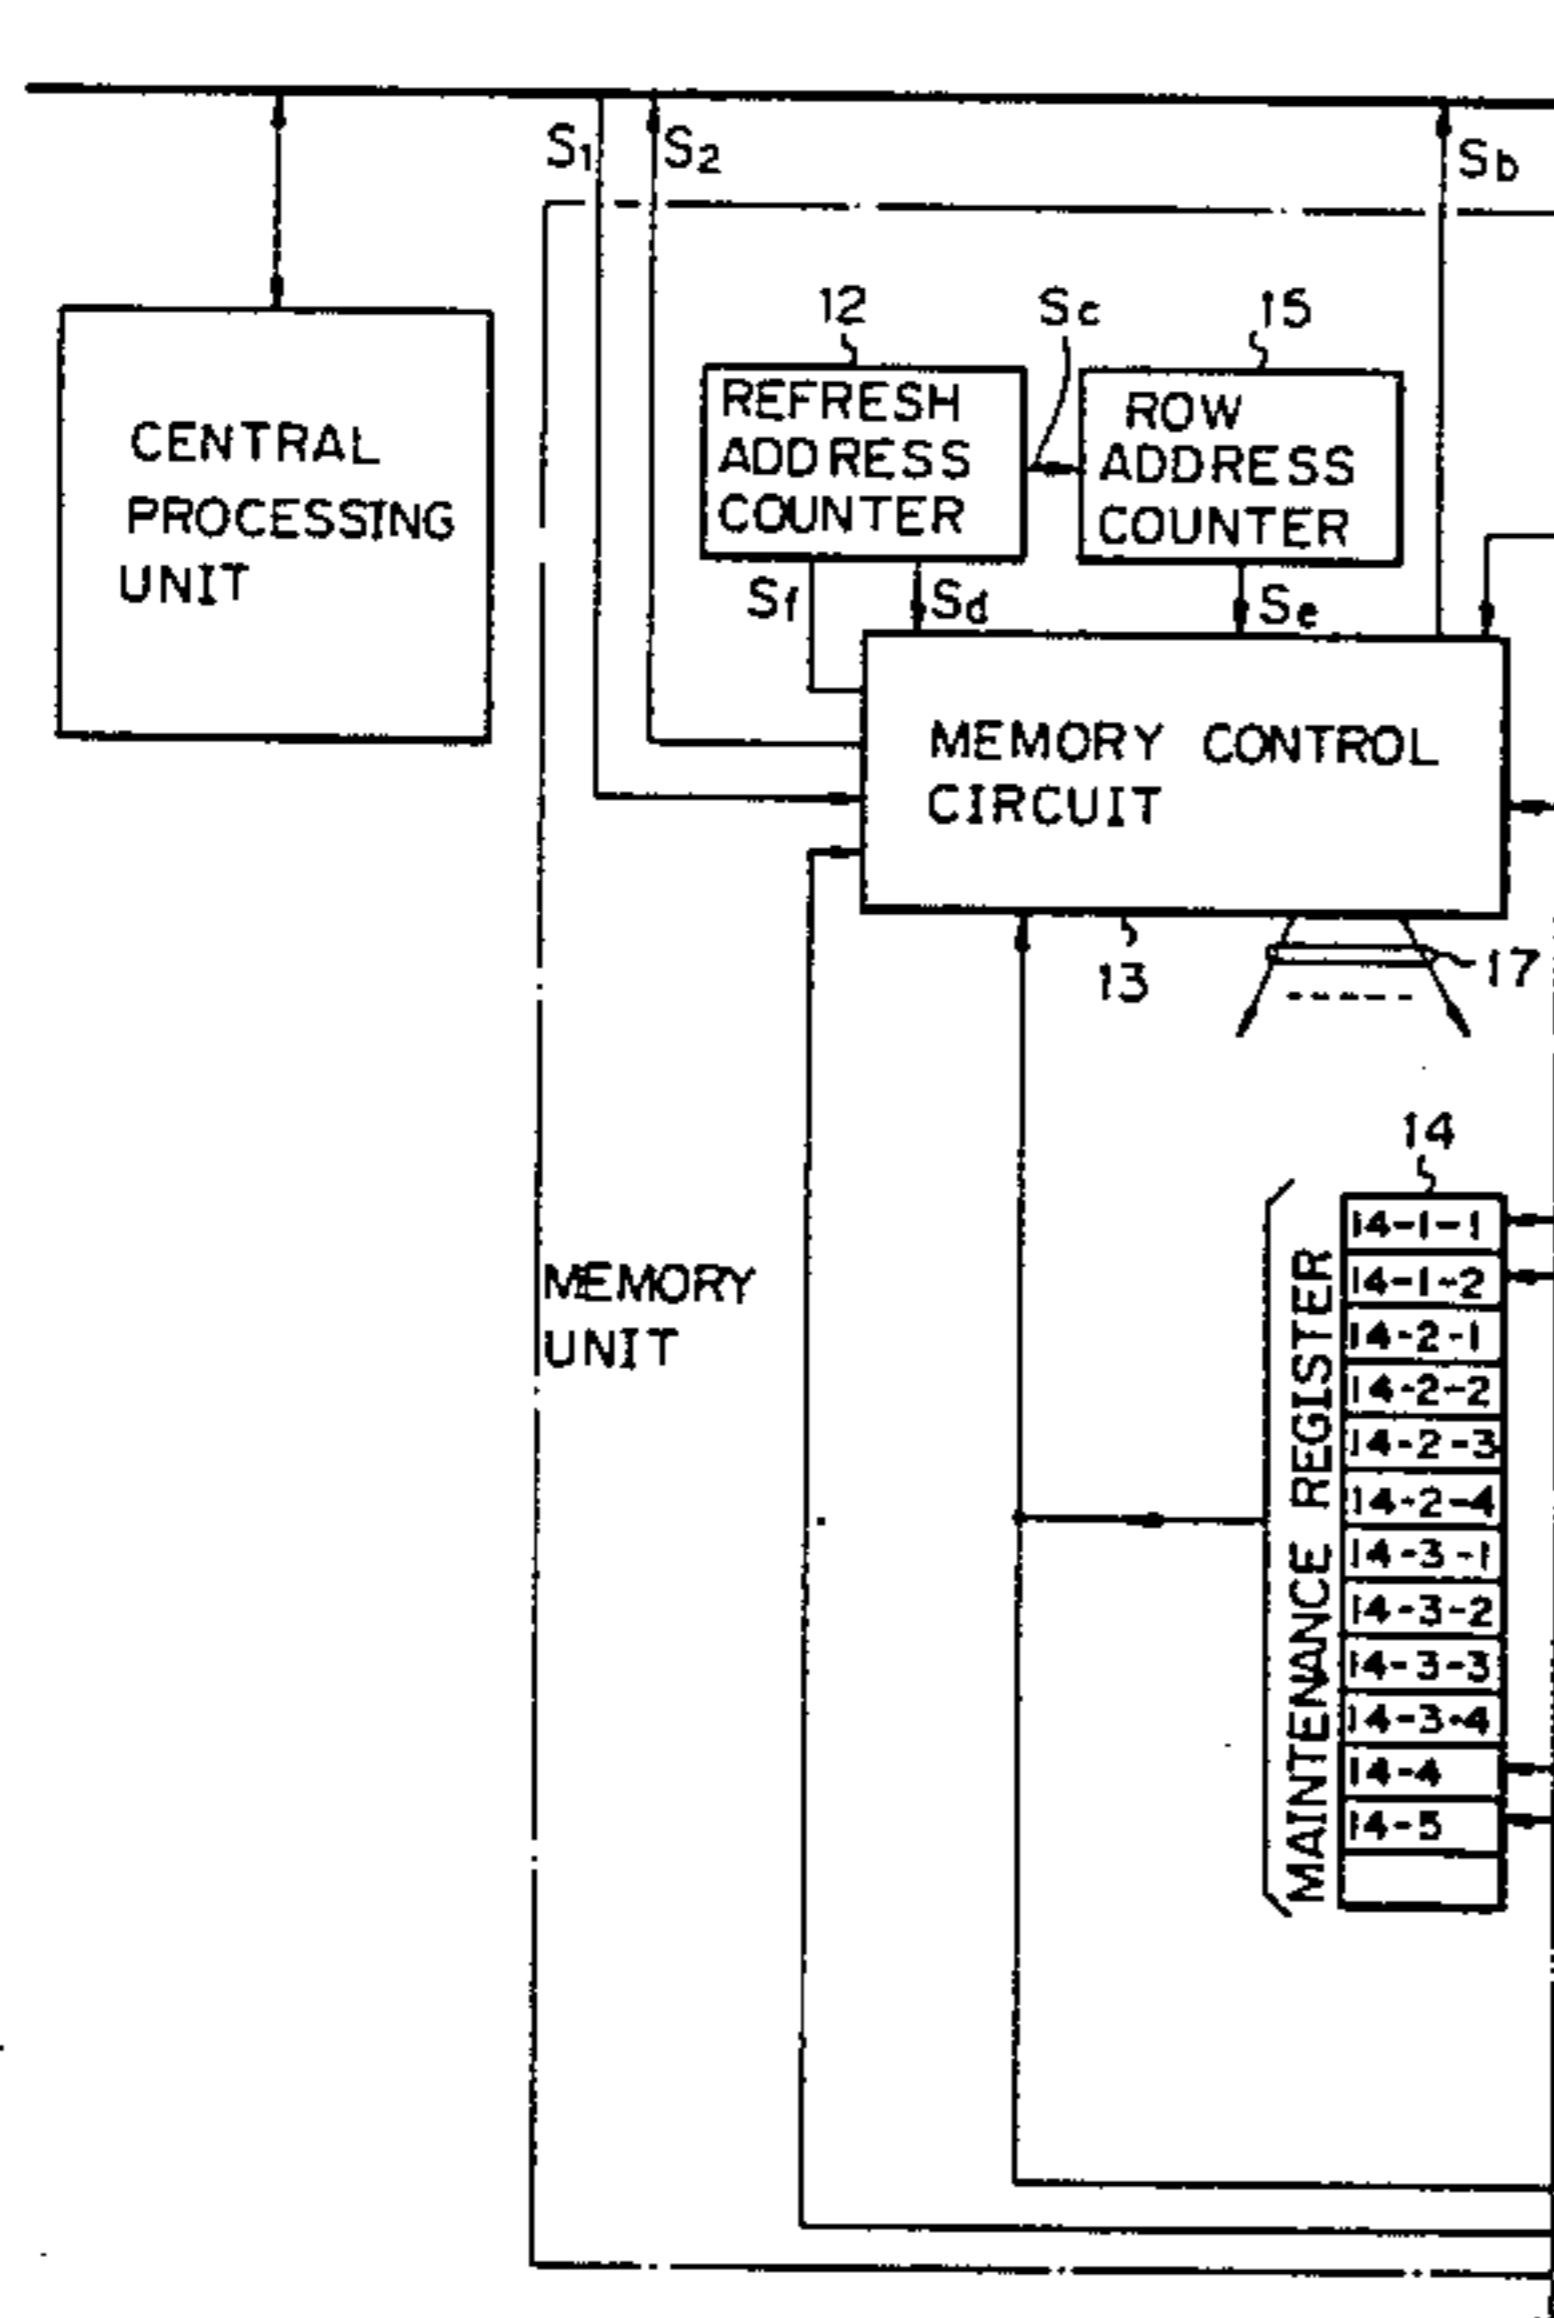 S1
S2
Sb
12
Sc
15
CENTRAL
PROCESSING
UNIT
REFRESH
ADDRESS
COUNTER
ROW
ADDRESS
COUNTER
Sf
Sd
Se
MEMORY CONTROL
CIRCUIT
13
17
14
MEMORY
UNIT
MAINTENANCE REGISTER
14-1-1
14-1-2
14-2-1
14-2-2
14-2-3
14-2-4
14-3-1
14-3-2
14-3-3
14-3-4
14-4
14-5